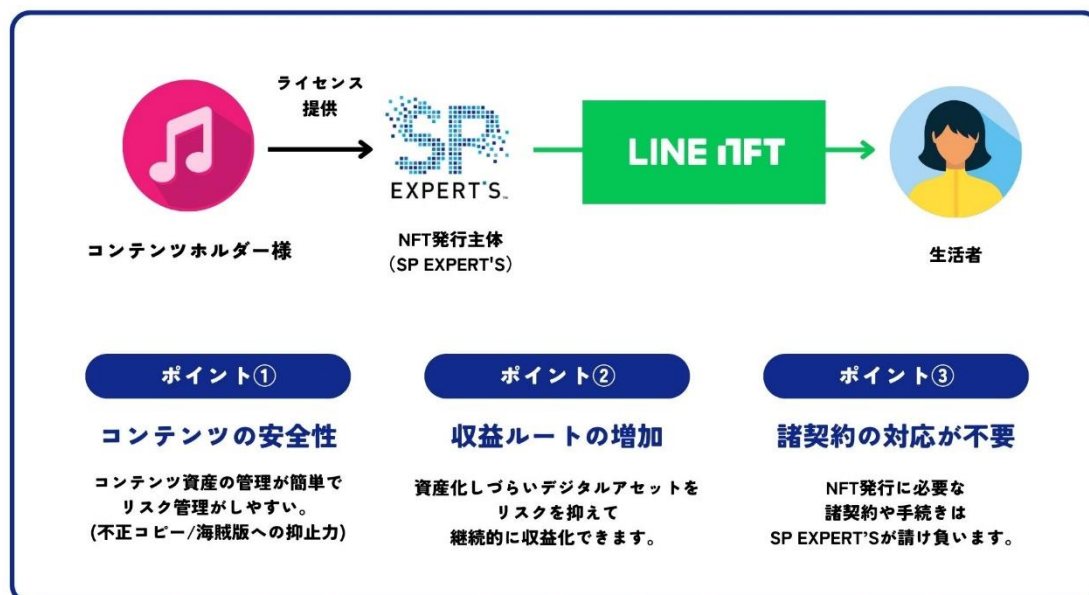 ライセンス
提供
SP
EXPERT'S™
LINE NFT
コンテンツホルダー様
NFT発行主体
（SP EXPERT'S）
生活者
ポイント①
コンテンツの安全性
コンテンツ資産の管理が簡単で
リスク管理がしやすい。
(不正コピー/海賊版への抑止力)
ポイント②
収益ルートの増加
資産化しづらいデジタルアセットを
リスクを抑えて
継続的に収益化できます。
ポイント③
諸契約の対応が不要
NFT発行に必要な
諸契約や手続きは
SP EXPERT’Sが請け負います。